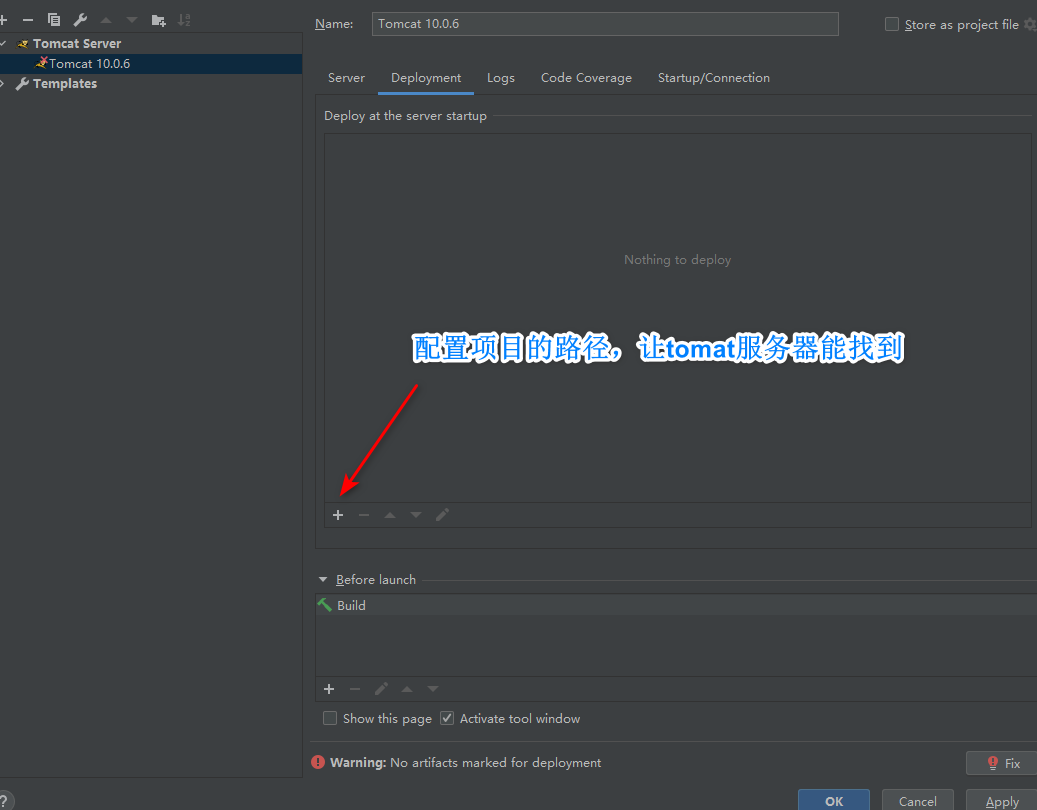 Name: Tomcat 10.0.6
Store as project file
Tomcat Server
Tomcat 10.0.6
Templates
Server Deployment Logs Code Coverage Startup/Connection
Deploy at the server startup
Nothing to deploy
配置项目的路径，让tomat服务器能找到
Before launch
Build
Show this page Activate tool window
Warning: No artifacts marked for deployment
Fix
?
OK Cancel Apply